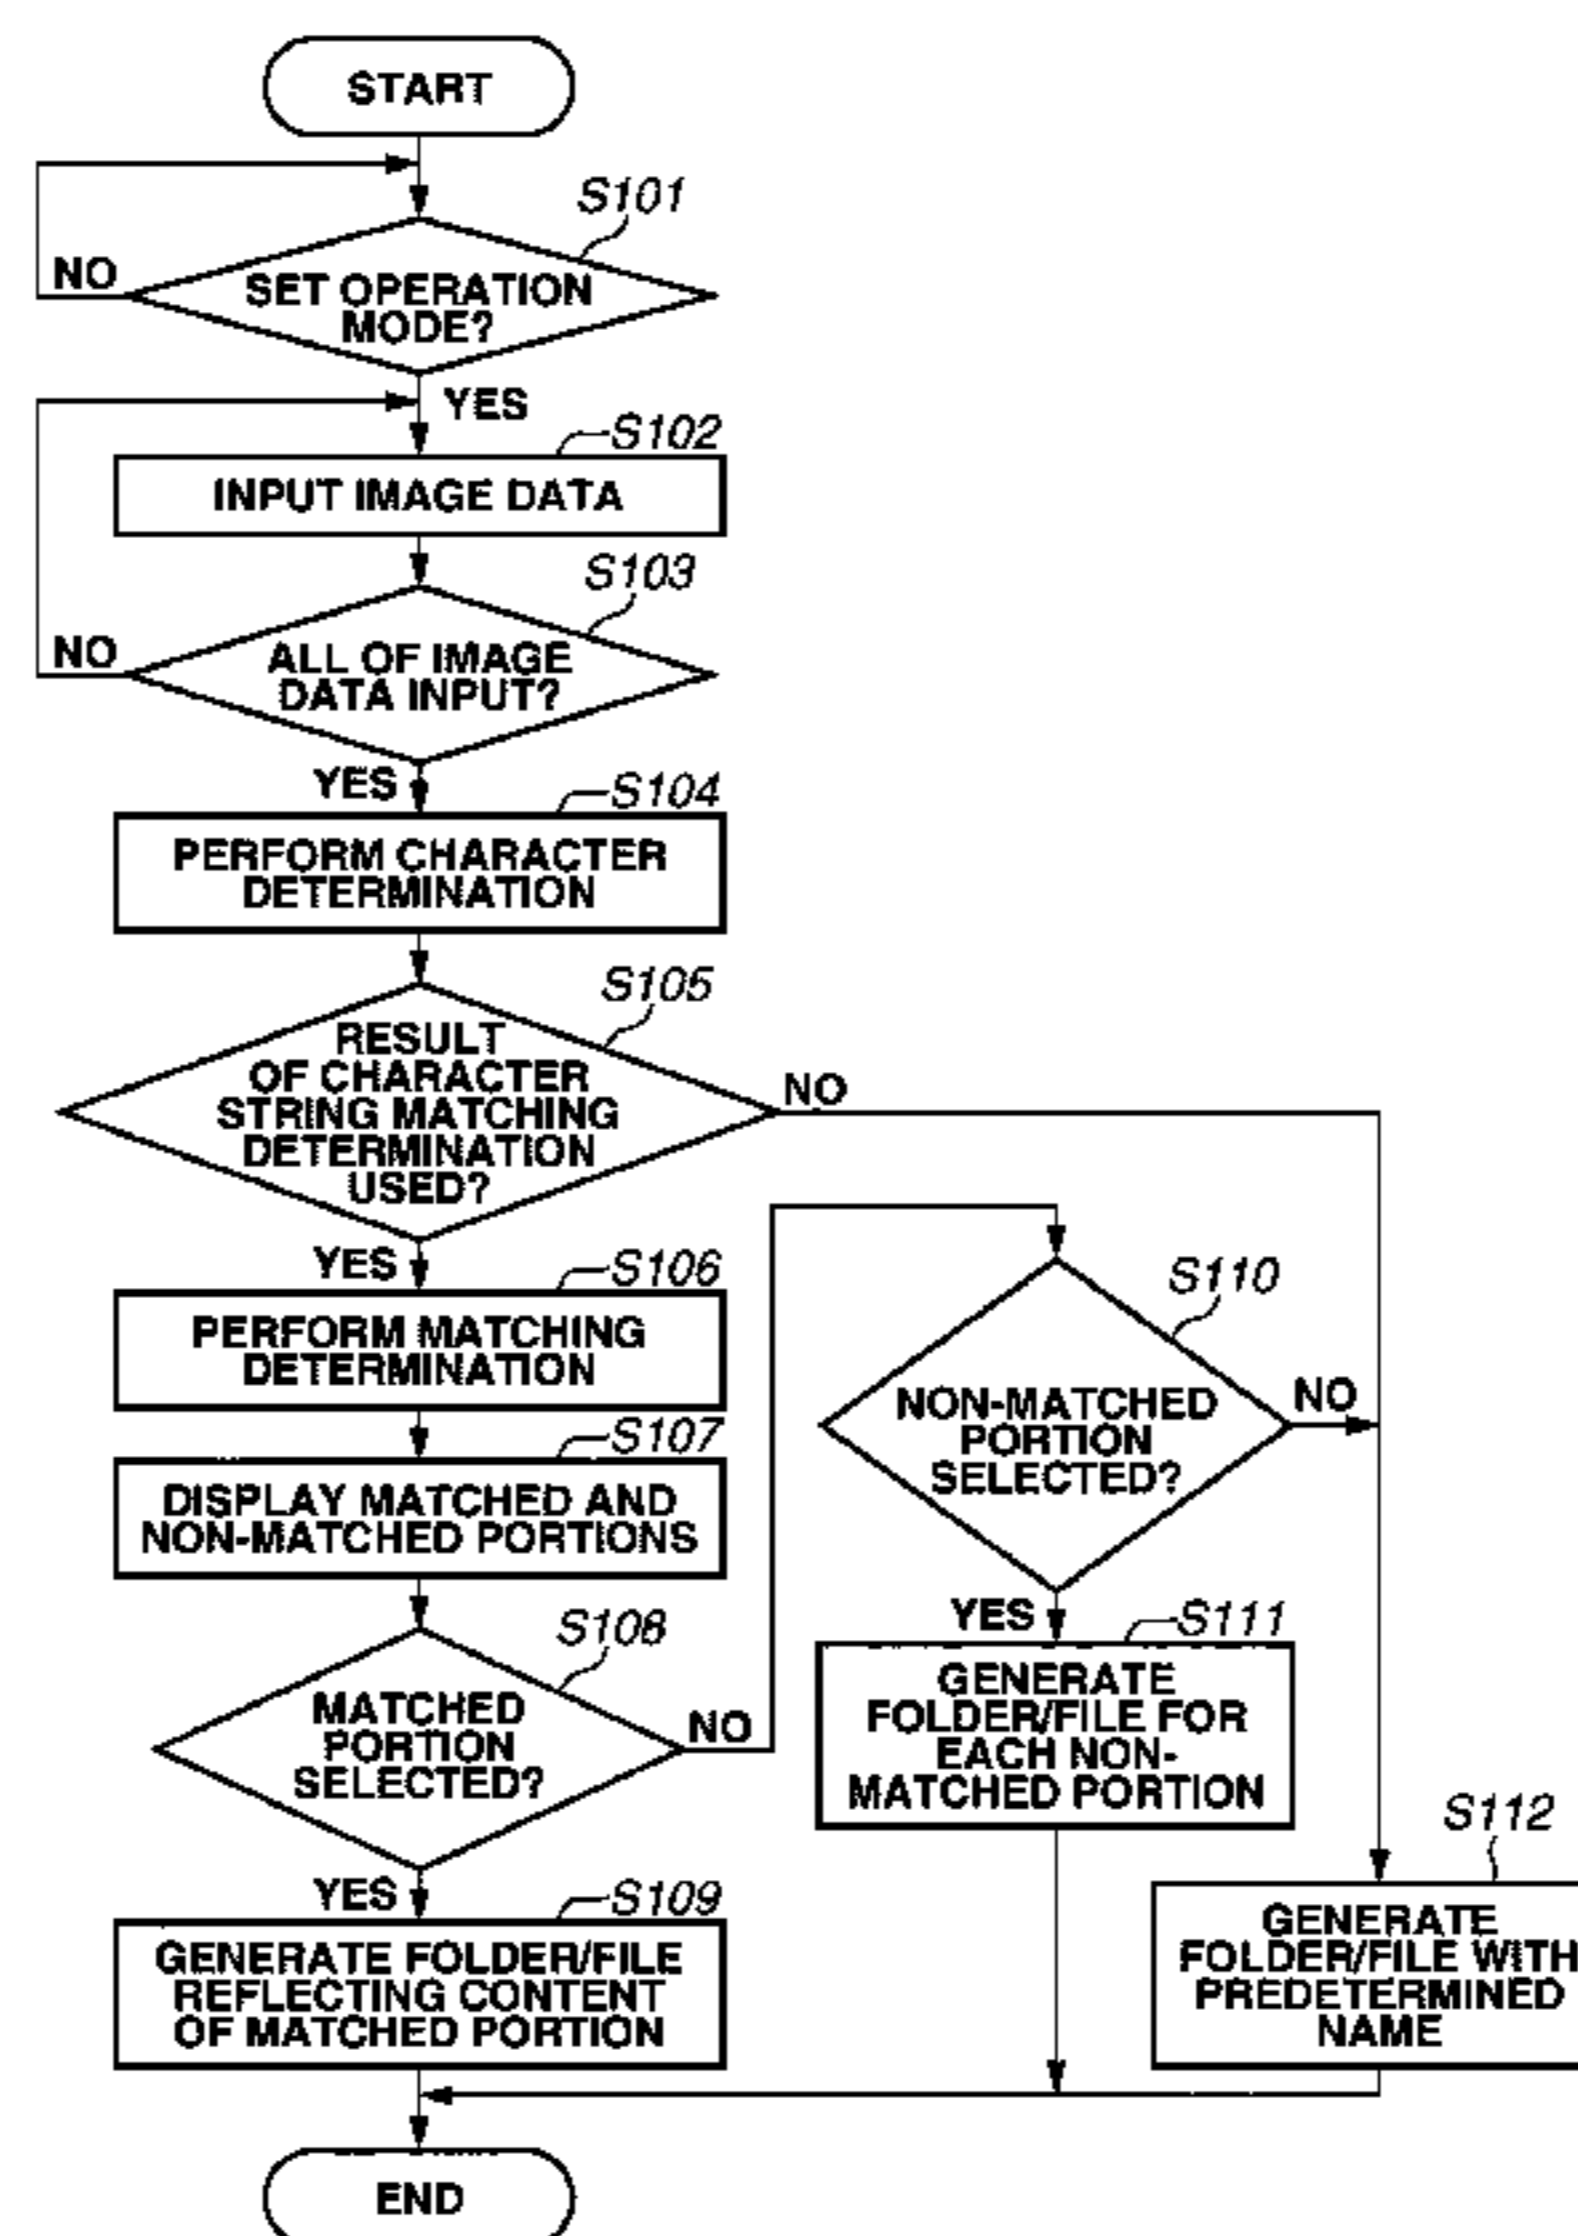 START
S101
NO
SET OPERATION
MODE?
YES
S102
INPUT IMAGE DATA
S103
NO
ALL OF IMAGE
DATA INPUT?
YES
S104
PERFORM CHARACTER
DETERMINATION
S105
RESULT
OF CHARACTER
STRING MATCHING
DETERMINATION
USED?
NO
YES
S106
PERFORM MATCHING
DETERMINATION
S107
DISPLAY MATCHED AND
NON-MATCHED PORTIONS
S108
MATCHED
PORTION
SELECTED?
NO
YES
S109
GENERATE FOLDER/FILE
REFLECTING CONTENT
OF MATCHED PORTION
S110
NON-MATCHED
PORTION
SELECTED?
NO
YES
S111
GENERATE
FOLDER/FILE FOR
EACH NON-
MATCHED PORTION
S112
GENERATE
FOLDER/FILE WITH
PREDETERMINED
NAME
END